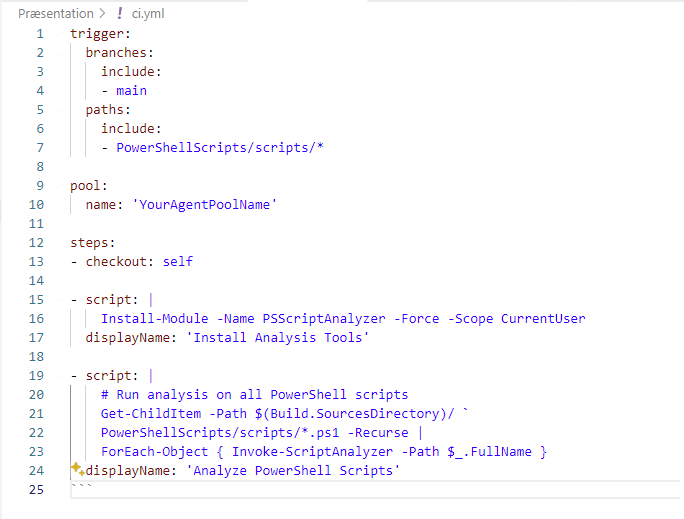 Præsentation > ! ci.yml
1 trigger:
2   branches:
3     include:
4     - main
5   paths:
6     include:
7     - PowerShellScripts/scripts/*
8
9 pool:
10   name: 'YourAgentPoolName'
11
12 steps:
13 - checkout: self
14
15 - script: |
16     Install-Module -Name PSScriptAnalyzer -Force -Scope CurrentUser
17   displayName: 'Install Analysis Tools'
18
19 - script: |
20     # Run analysis on all PowerShell scripts
21     Get-ChildItem -Path $(Build.SourcesDirectory)/ `
22     PowerShellScripts/scripts/*.ps1 -Recurse |
23     ForEach-Object { Invoke-ScriptAnalyzer -Path $_.FullName }
24   displayName: 'Analyze PowerShell Scripts'
25 ```